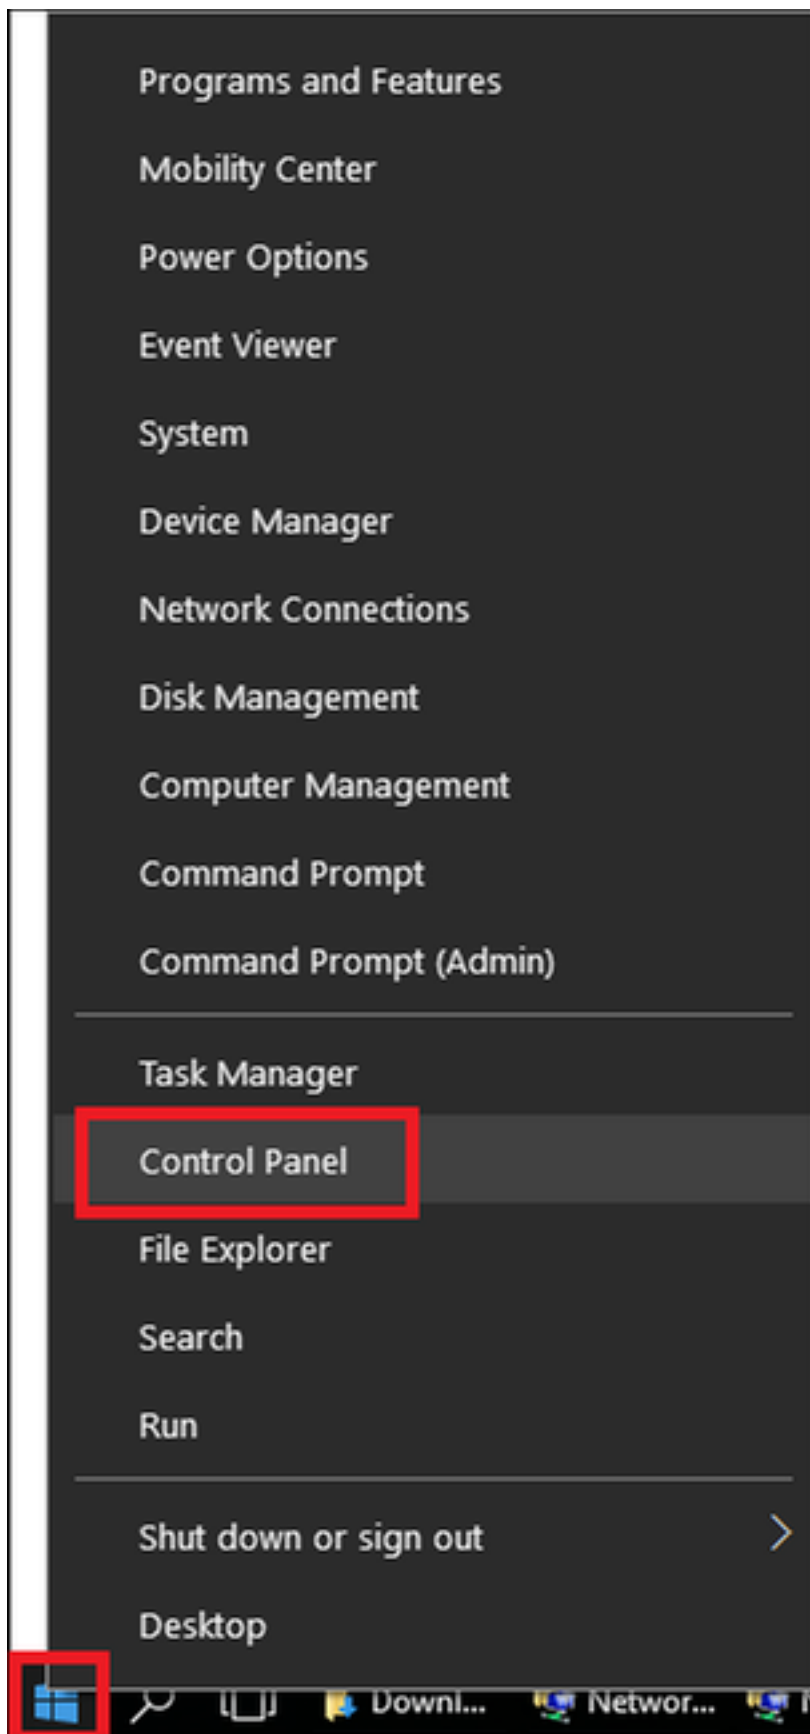 Programs and Features
Mobility Center
Power Options
Event Viewer
System
Device Manager
Network Connections
Disk Management
Computer Management
Command Prompt
Command Prompt (Admin)
Task Manager
Control Panel
File Explorer
Search
Run
Shut down or sign out
Desktop
Downl... Networ...